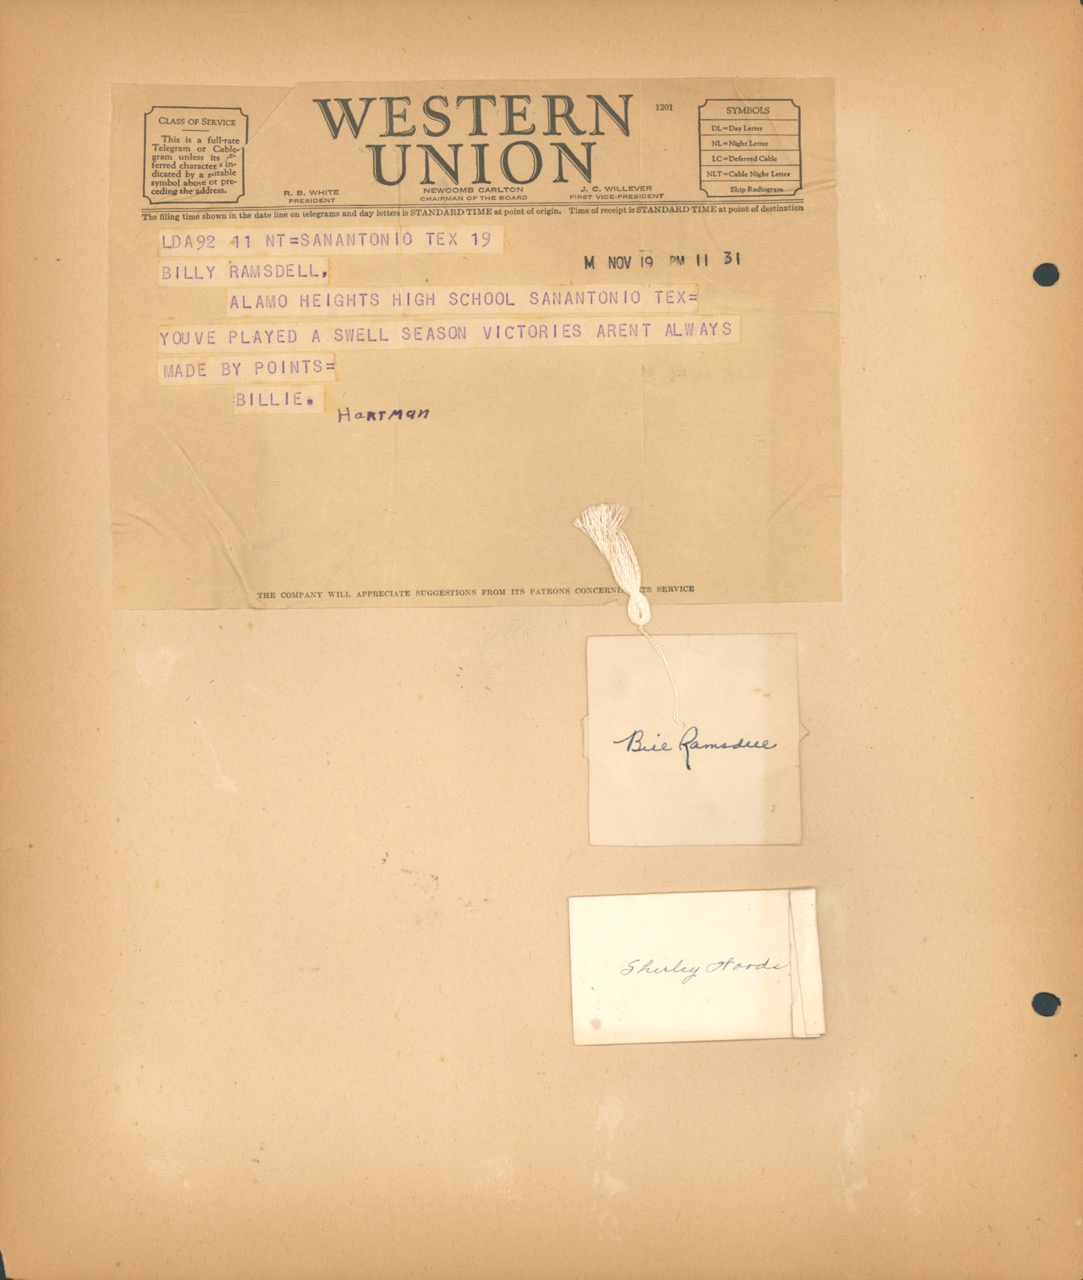 CLASS OF SERVICE
This is a full-rate
Telegram or Cable-
gram unless its
ferred character s in-
dicated by a suitable
symbol above or pre-
ceding the address.
WESTERN
UNION
1201
R. B. WHITE
PRESIDENT
NEWCOMB CARLTON
CHAIRMAN OF THE BOARD
J. C. WILLEVER
FIRST VICE-PRESIDENT
SYMBOLS
DL=Day Letter
NL=Night Letter
LC=Deferred Cable
NLT=Cable Night Letter
Ship Radiogram
The filing time shown in the date line on telegrams and day letters is STANDARD TIME at point of origin. Time of receipt is STANDARD TIME at point of destination
LDA92 11 NT=SANANTONIO TEX 19
M NOV 19 PM 11 31
BILLY RAMSDELL,
ALAMO HEIGHTS HIGH SCHOOL SANANTONIO TEX=
YOUVE PLAYED A SWELL SEASON VICTORIES ARENT ALWAYS
MADE BY POINTS=
BILLIE.
HARTMAN
THE COMPANY WILL APPRECIATE SUGGESTIONS FROM ITS PATRONS CONCERNI TS SERVICE
Bill Ramsdell
Shirley Woods